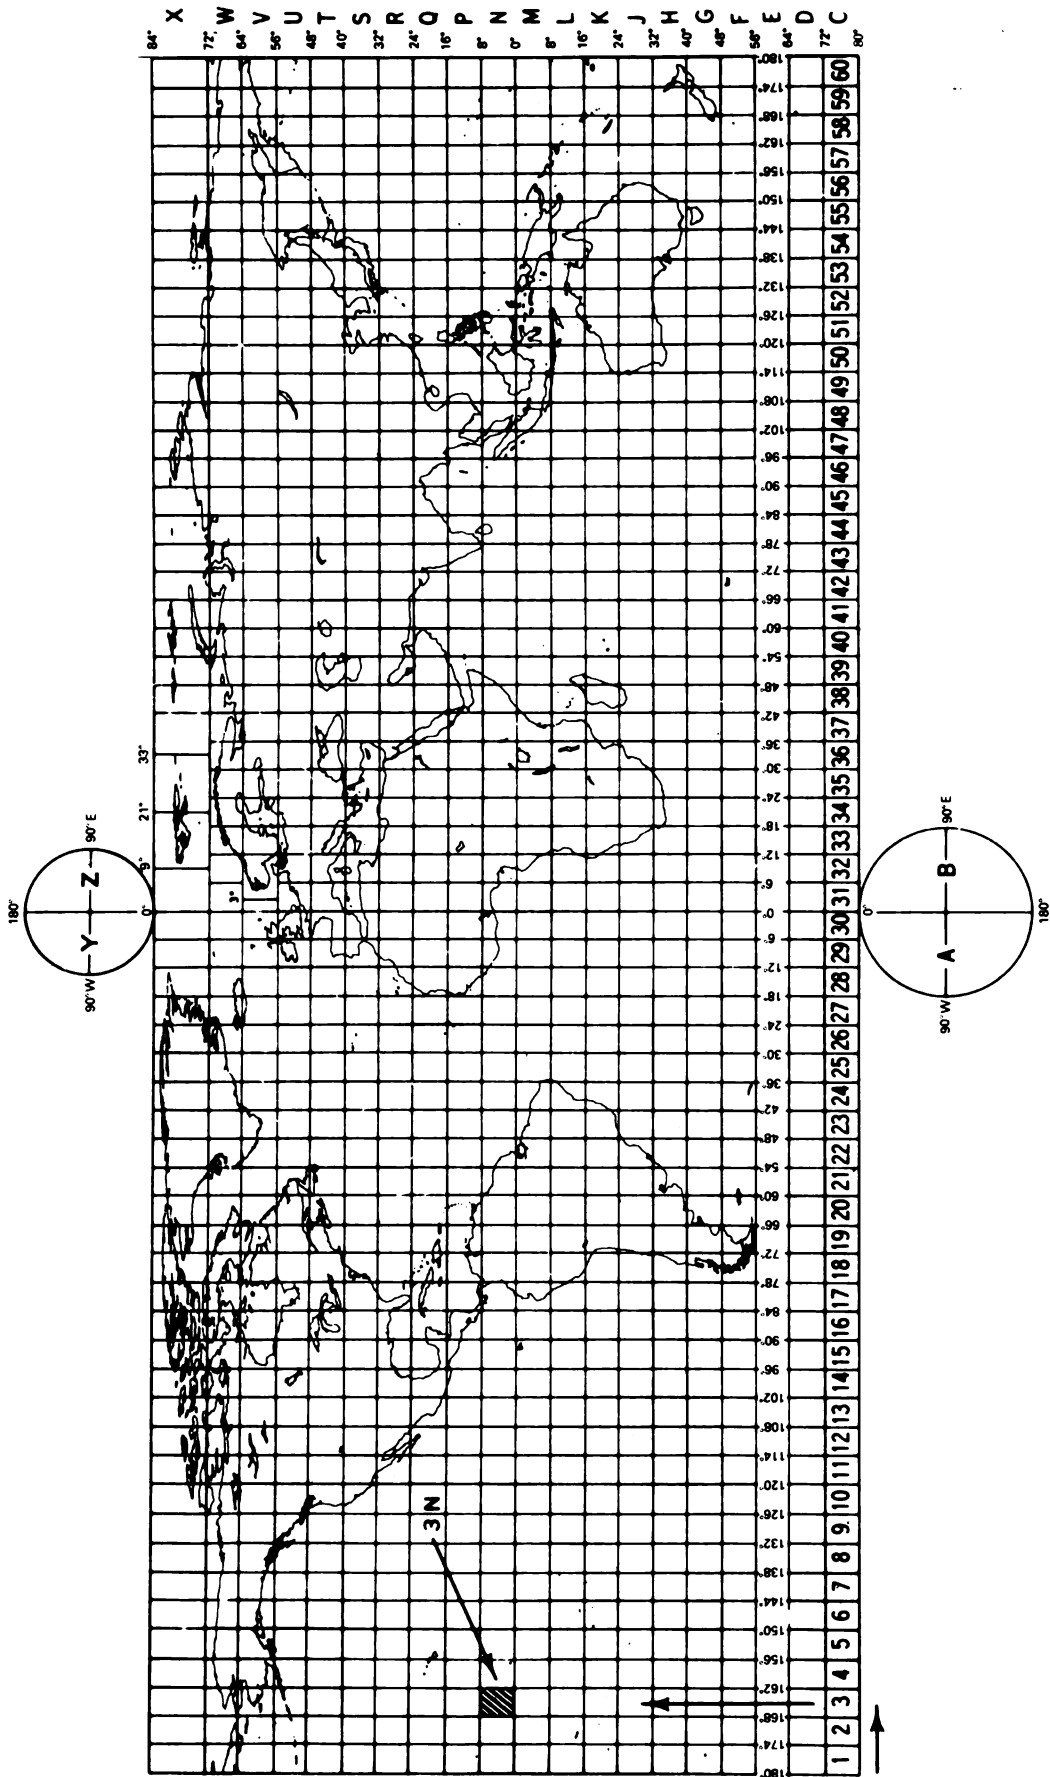 180°
90° W Y Z 90° E
0° 9° 21° 33°
3°
84° X
72° W
64° V
56° U
48° T
40° S
32° R
24° Q
16° P
8° N
0° M
8° L
16° K
24° J
32° H
40° G
48° F
56° E
64° D
72° C
80°
3N
180° 174° 168° 162° 156° 150° 144° 138° 132° 126° 120° 114° 108° 102° 96° 90° 84° 78° 72° 66° 60° 54° 48° 42° 36° 30° 24° 18° 12° 6° 0° 6° 12° 18° 24° 30° 36° 42° 48° 54° 60° 66° 72° 78° 84° 90° 96° 102° 108° 114° 120° 126° 132° 138° 144° 150° 156° 162° 168° 174° 180°
1 2 3 4 5 6 7 8 9 10 11 12 13 14 15 16 17 18 19 20 21 22 23 24 25 26 27 28 29 30 31 32 33 34 35 36 37 38 39 40 41 42 43 44 45 46 47 48 49 50 51 52 53 54 55 56 57 58 59 60
0°
90° W A B 90° E
180°